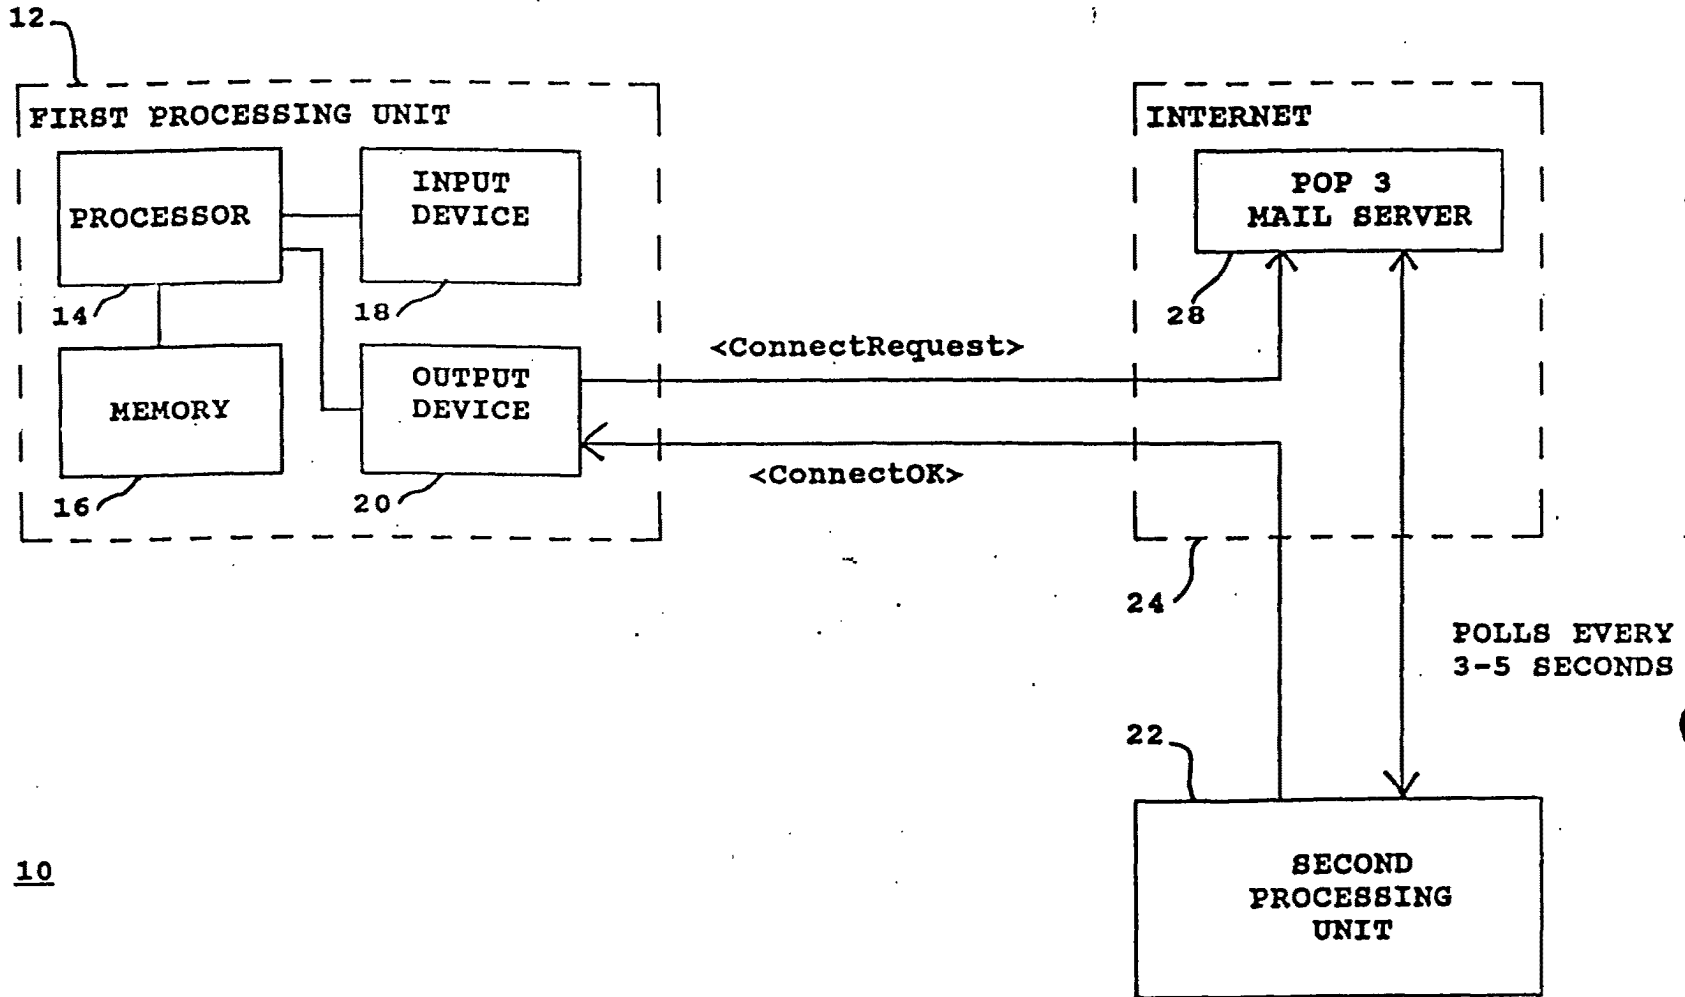 12
FIRST PROCESSING UNIT
PROCESSOR
INPUT
DEVICE
14
18
MEMORY
OUTPUT
DEVICE
16
20
<ConnectRequest>
<ConnectOK>
INTERNET
POP 3
MAIL SERVER
28
24
POLLS EVERY
3-5 SECONDS
22
SECOND
PROCESSING
UNIT
10